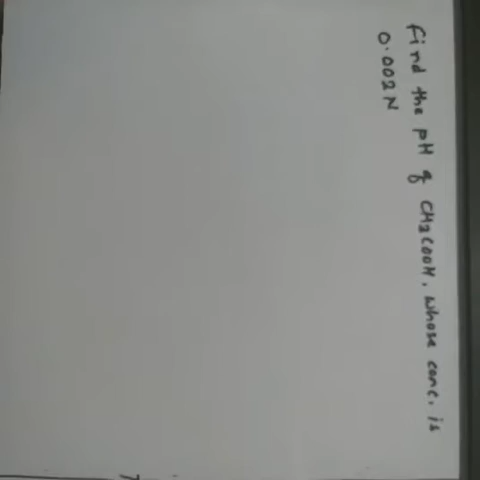 Find the pH of CH3COOH, whose conc. is
0.002N